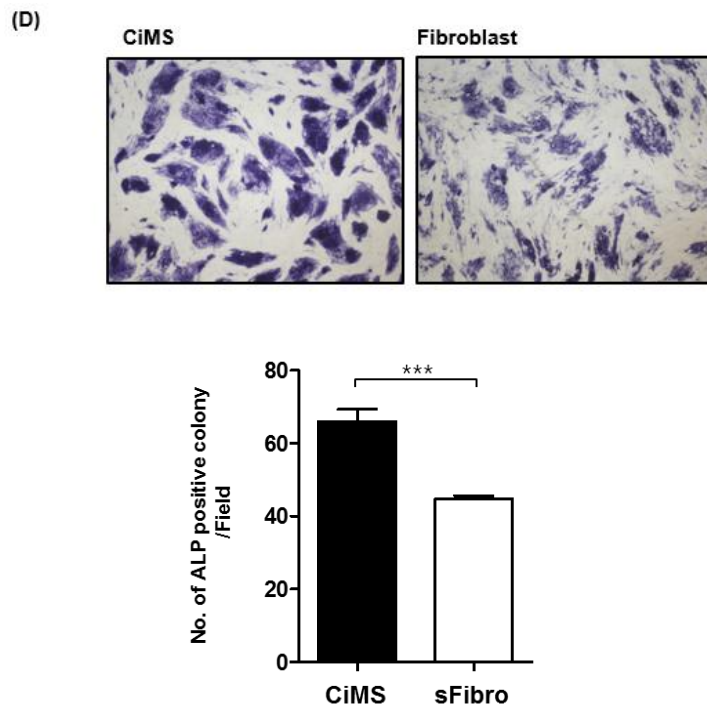 (D)
CiMS Fibroblast
***
80
60
40
20
0
No. of ALP positive colony
/Field
CiMS sFibro